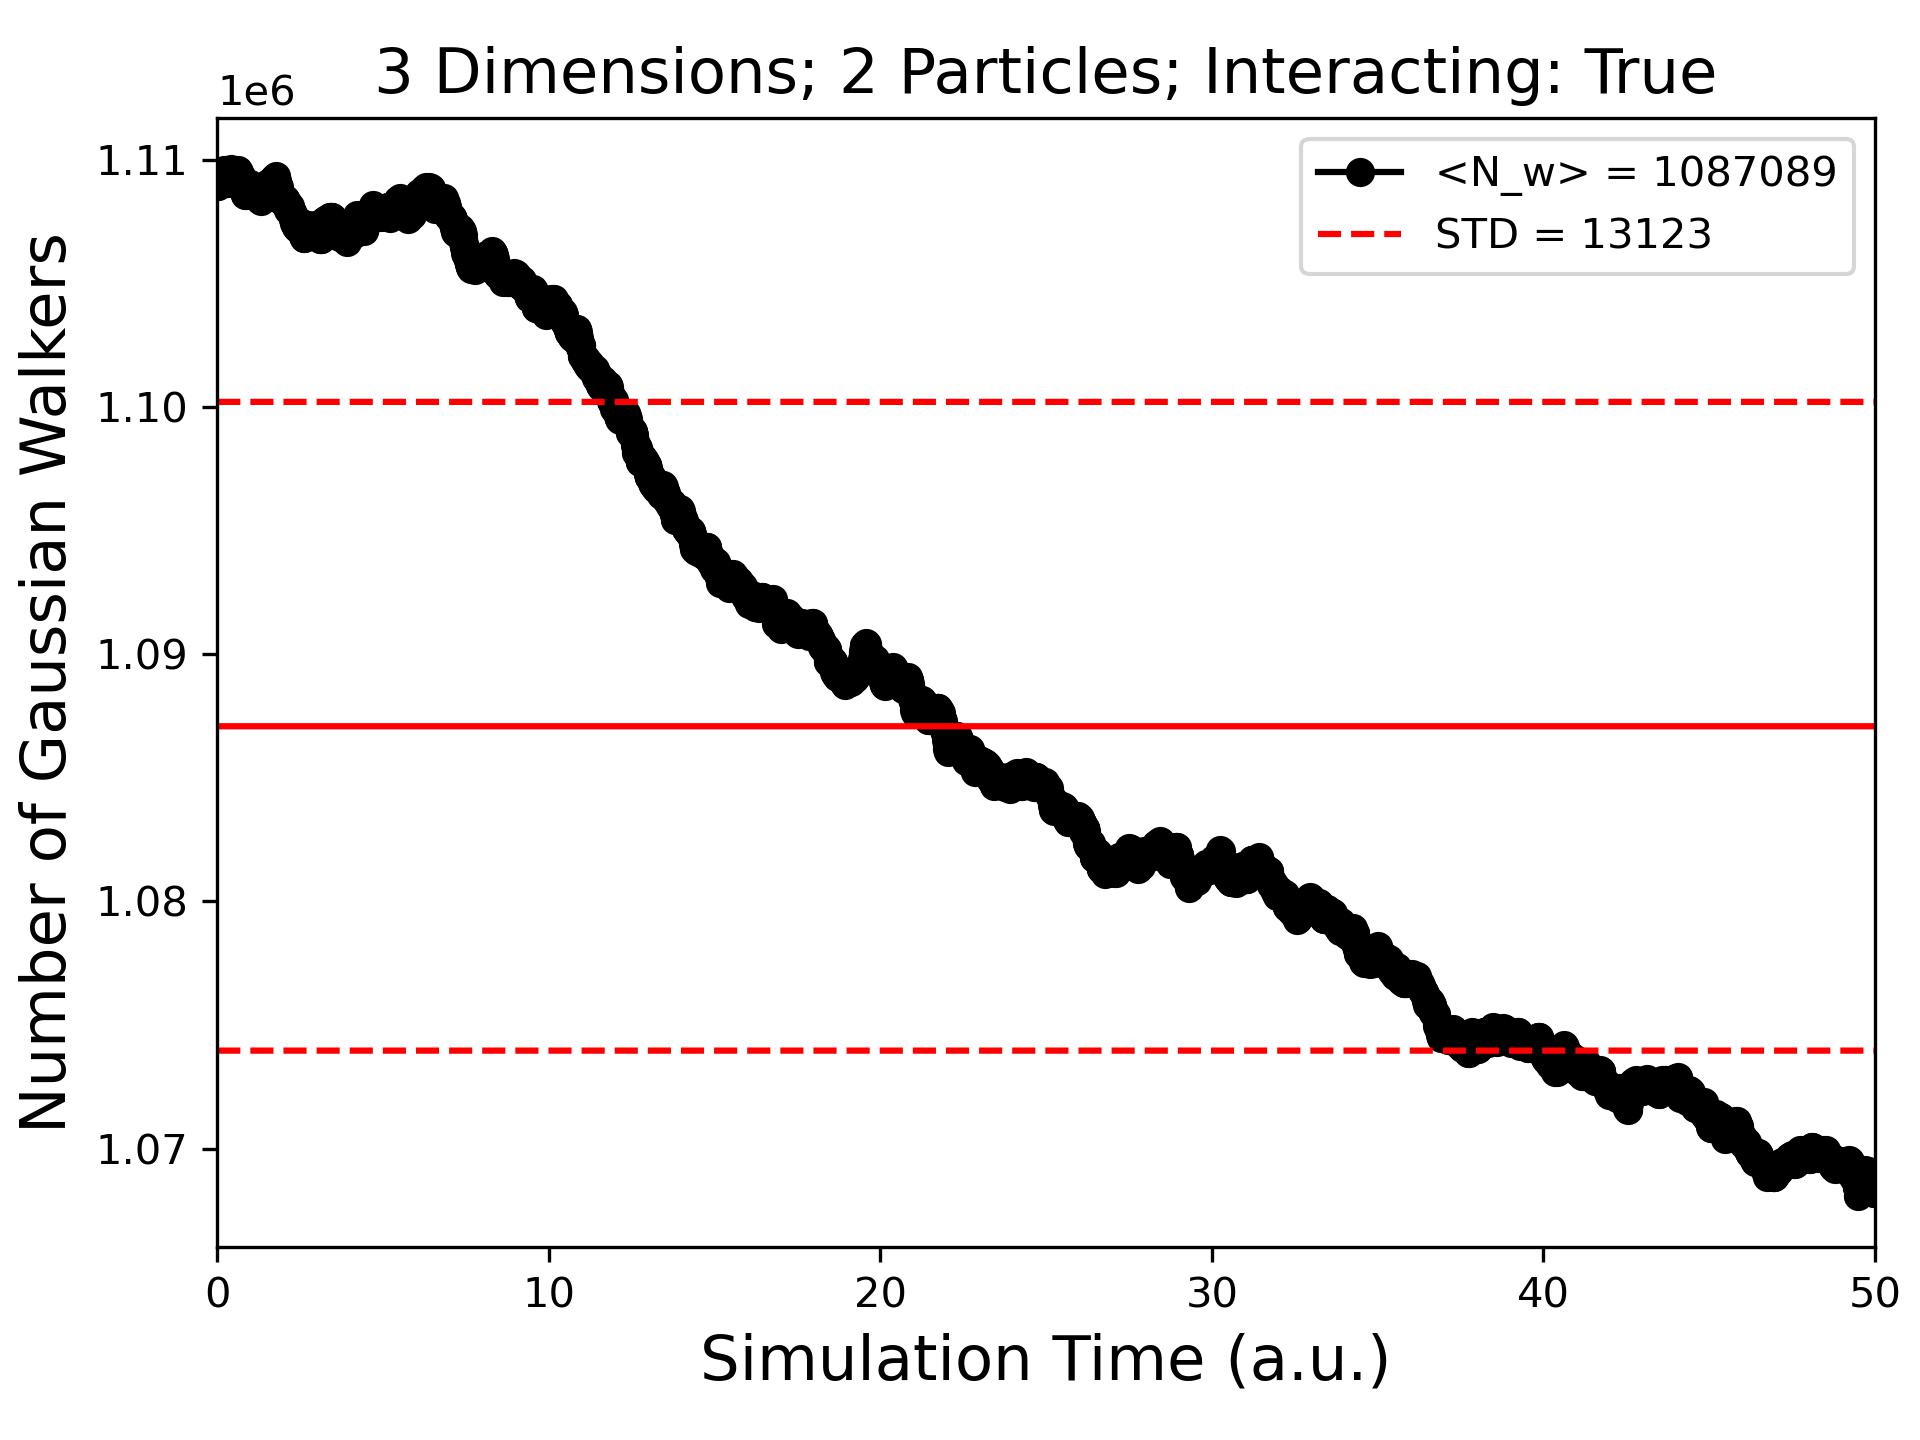 3 Dimensions; 2 Particles; Interacting: True
1e6
<N_w> = 1087089
STD = 13123
1.11
1.10
1.09
1.08
1.07
Number of Gaussian Walkers
0 10 20 30 40 50
Simulation Time (a.u.)